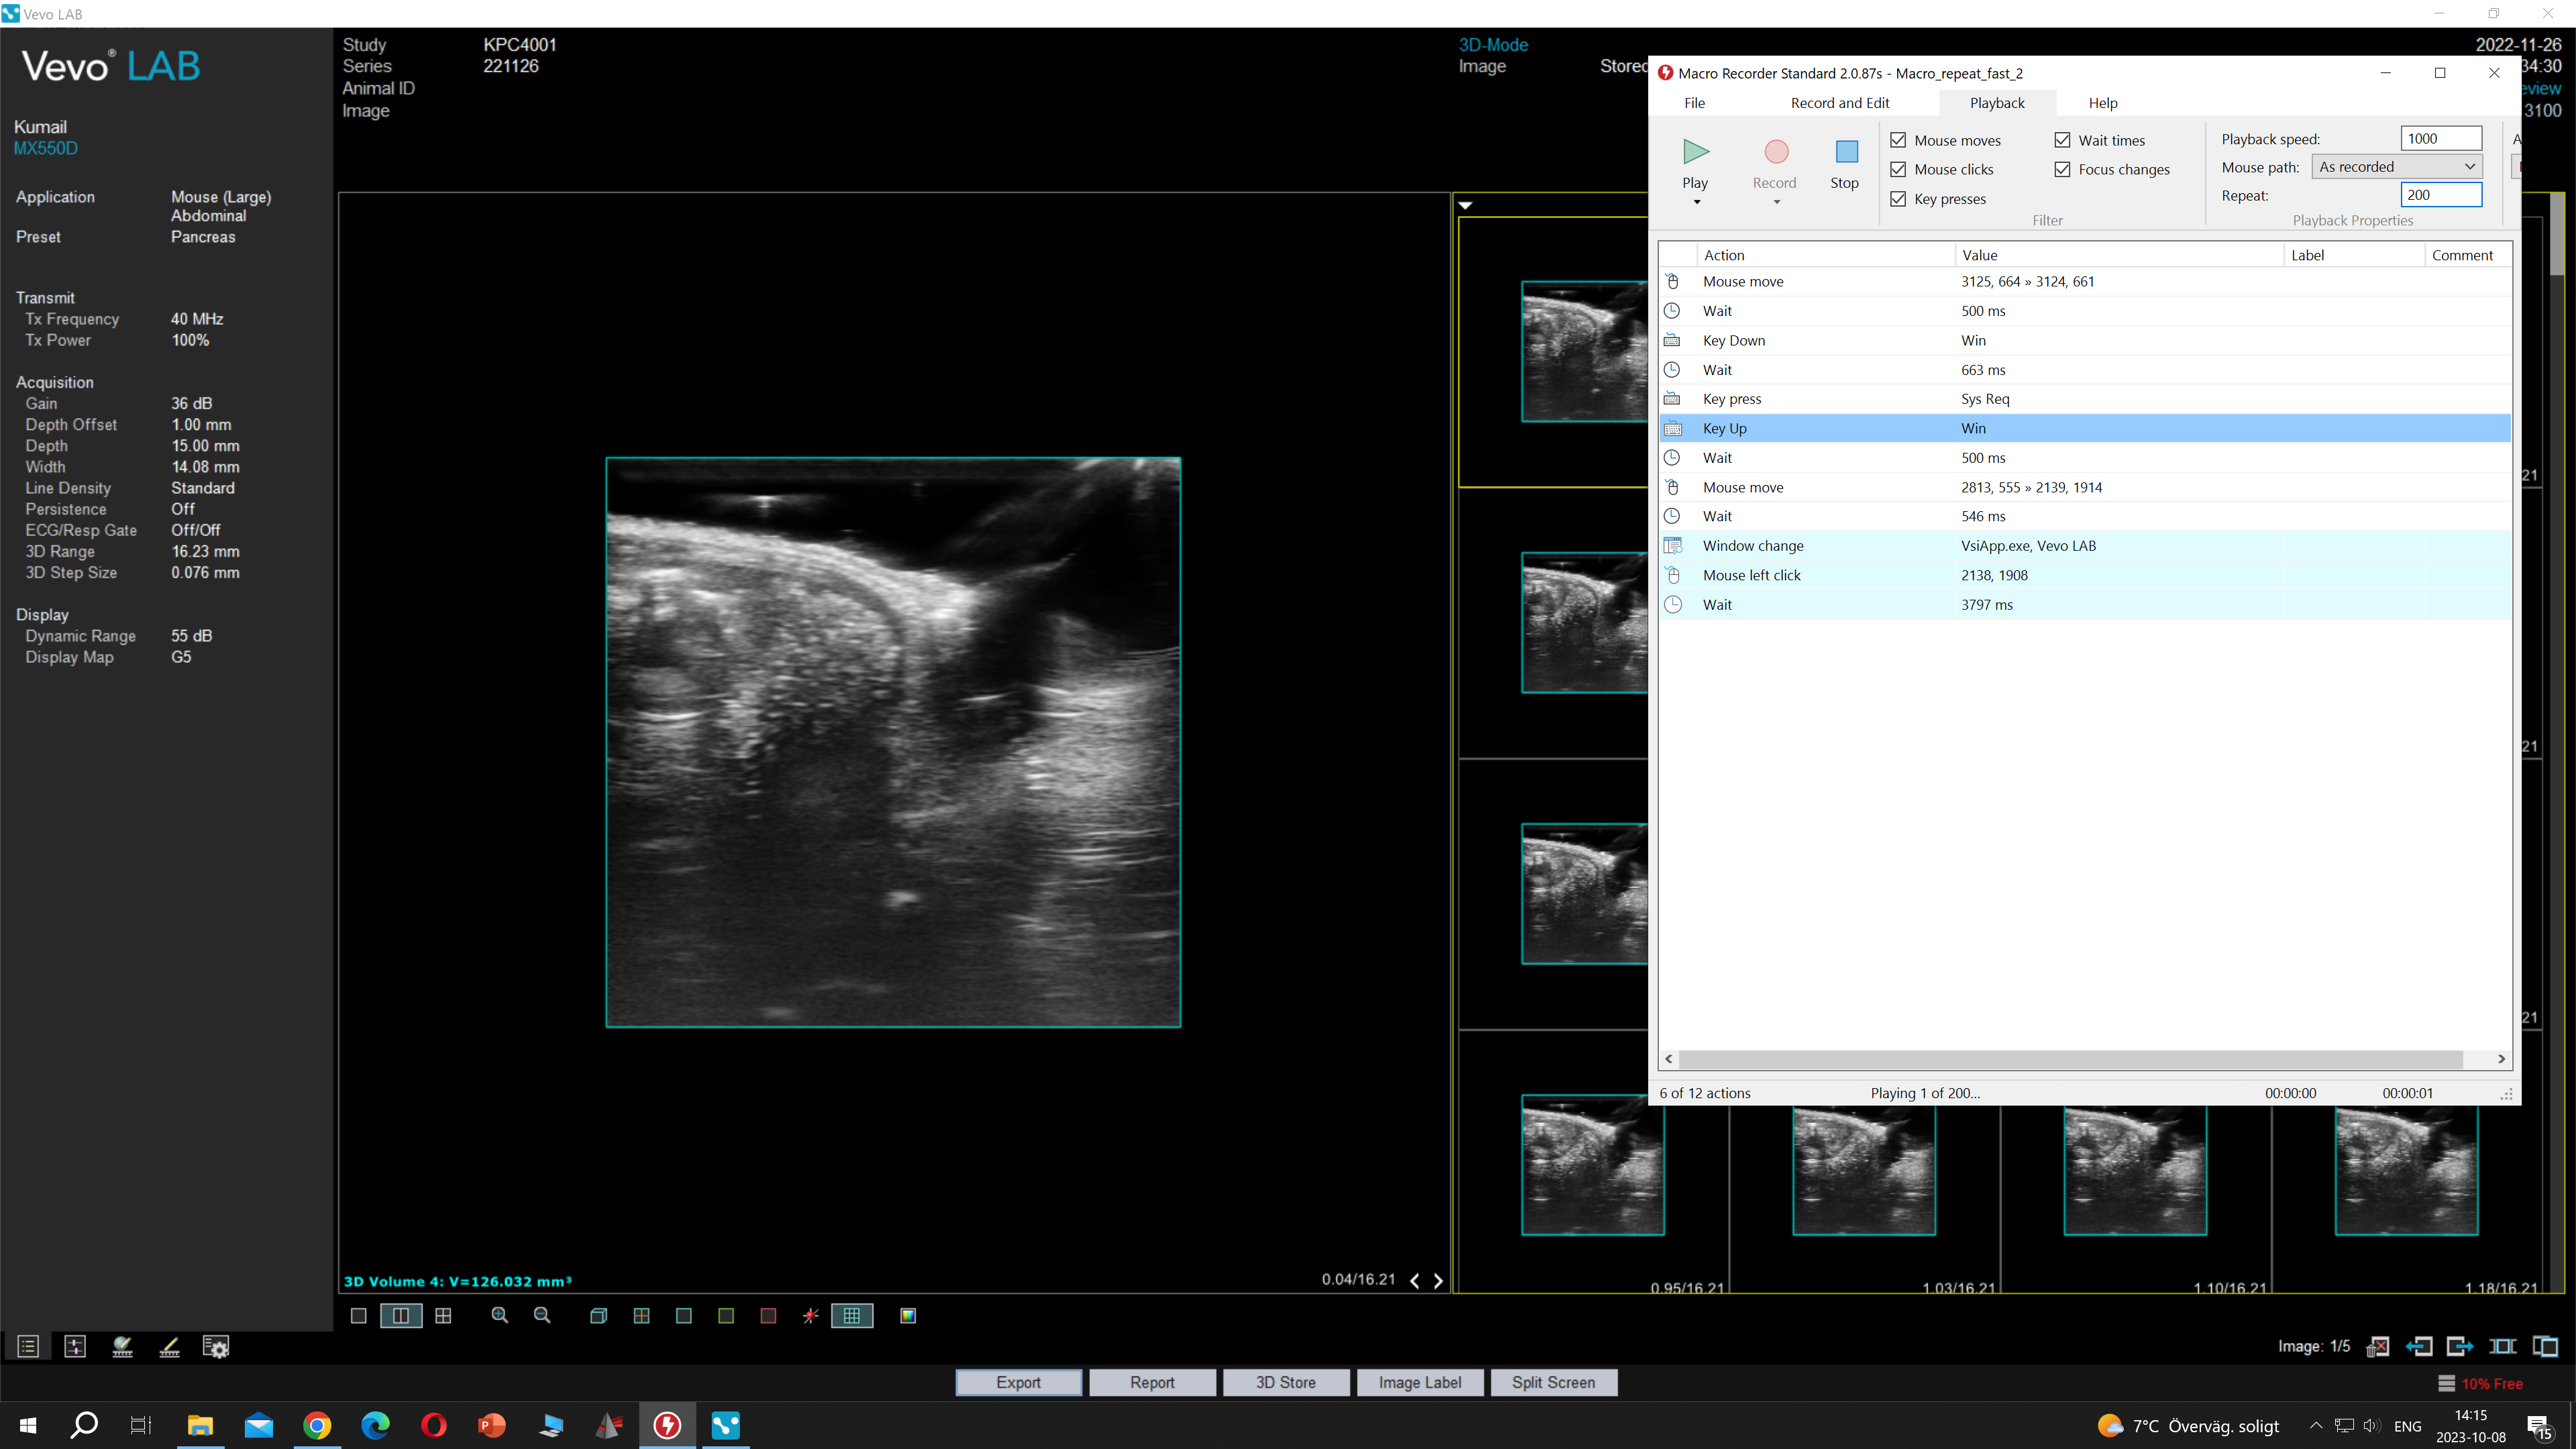 Vevo LAB
Vevo® LAB
Kumail
MX550D
Application Mouse (Large)
Abdominal
Preset Pancreas
Transmit
Tx Frequency 40 MHz
Tx Power 100%
Acquisition
Gain 36 dB
Depth Offset 1.00 mm
Depth 15.00 mm
Width 14.08 mm
Line Density Standard
Persistence Off
ECG/Resp Gate Off/Off
3D Range 16.23 mm
3D Step Size 0.076 mm
Display
Dynamic Range 55 dB
Display Map G5
Study KPC4001
Series 221126
Animal ID
Image
3D-Mode
Image Stored
2022-11-26
34:30
eview
3100
Macro Recorder Standard 2.0.87s - Macro_repeat_fast_2
File Record and Edit Playback Help
Play Record Stop
Mouse moves Wait times
Mouse clicks Focus changes
Key presses
Filter
Playback speed: 1000
Mouse path: As recorded
Repeat: 200
Playback Properties
Action Value Label Comment
Mouse move 3125, 664 » 3124, 661
Wait 500 ms
Key Down Win
Wait 663 ms
Key press Sys Req
Key Up Win
Wait 500 ms
Mouse move 2813, 555 » 2139, 1914
Wait 546 ms
Window change VsiApp.exe, Vevo LAB
Mouse left click 2138, 1908
Wait 3797 ms
6 of 12 actions Playing 1 of 200... 00:00:00 00:00:01
21
21
21
0.95/16.21 1.03/16.21 1.10/16.21 1.18/16.21
3D Volume 4: V=126.032 mm³
0.04/16.21
Image: 1/5
Export Report 3D Store Image Label Split Screen
10% Free
7°C Överväg. soligt
ENG
14:15
2023-10-08
15